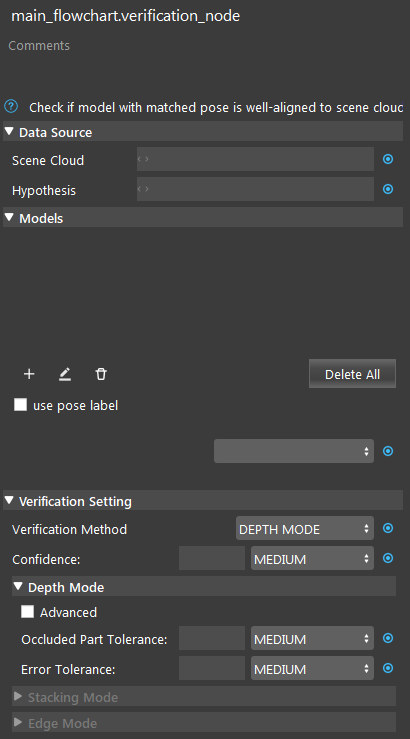 main_flowchart.verification_node
Comments
Check if model with matched pose is well-aligned to scene cloud
Data Source
Scene Cloud
Hypothesis
Models
Delete All
use pose label
Verification Setting
Verification Method DEPTH MODE
Confidence: MEDIUM
Depth Mode
Advanced
Occluded Part Tolerance: MEDIUM
Error Tolerance: MEDIUM
Stacking Mode
Edge Mode